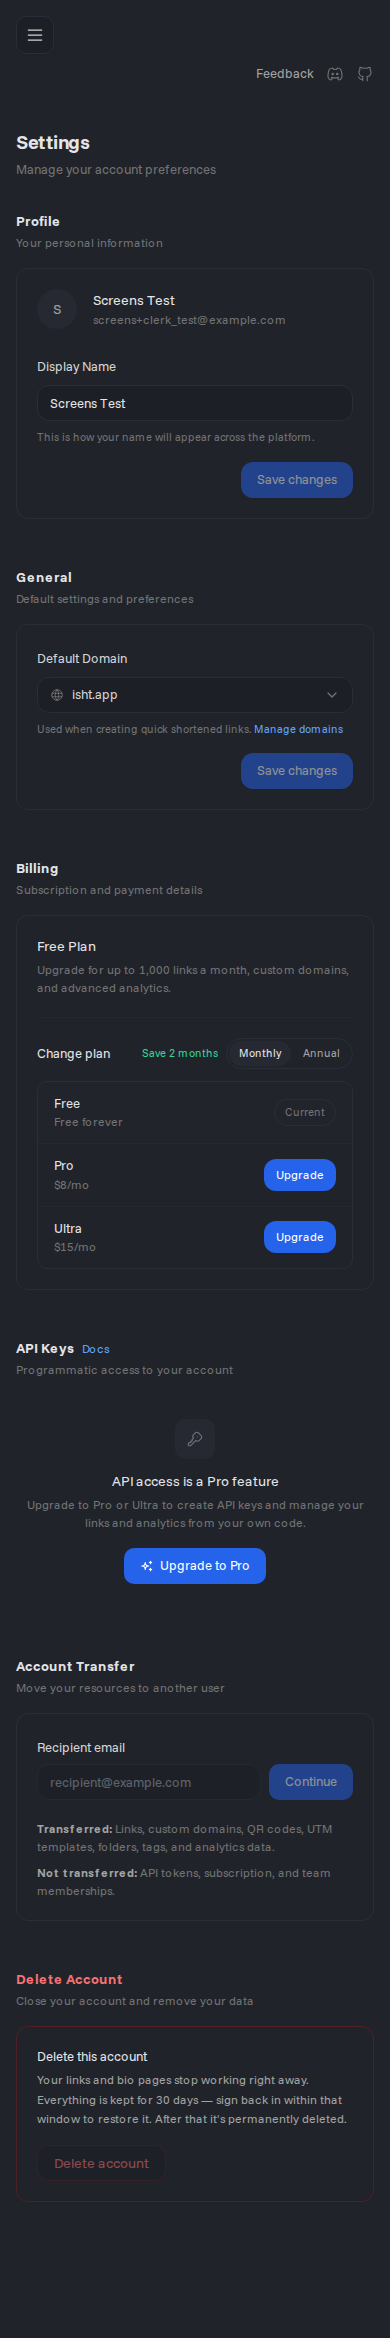 Feedback
Settings
Manage your account preferences
Profile
Your personal information
S
Screens Test
screens+clerk_test@example.com
Display Name
Screens Test
This is how your name will appear across the platform.
Save changes
General
Default settings and preferences
Default Domain
isht.app
Used when creating quick shortened links. Manage domains
Save changes
Billing
Subscription and payment details
Free Plan
Upgrade for up to 1,000 links a month, custom domains,
and advanced analytics.
Change plan Save 2 months Monthly Annual
Free
Free forever
Current
Pro
$8/mo
Upgrade
Ultra
$15/mo
Upgrade
API Keys Docs
Programmatic access to your account
API access is a Pro feature
Upgrade to Pro or Ultra to create API keys and manage your
links and analytics from your own code.
Upgrade to Pro
Account Transfer
Move your resources to another user
Recipient email
recipient@example.com Continue
Transferred: Links, custom domains, QR codes, UTM
templates, folders, tags, and analytics data.
Not transferred: API tokens, subscription, and team
memberships.
Delete Account
Close your account and remove your data
Delete this account
Your links and bio pages stop working right away.
Everything is kept for 30 days — sign back in within that
window to restore it. After that it's permanently deleted.
Delete account